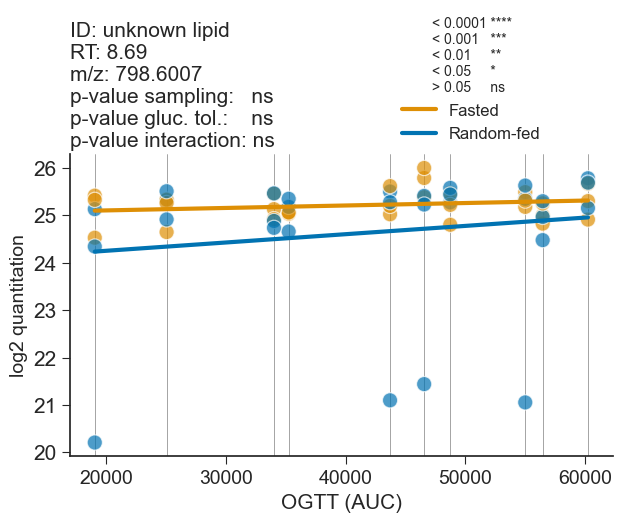 ID: unknown lipid
RT: 8.69
m/z: 798.6007
p-value sampling: ns
p-value gluc. tol.: ns
p-value interaction: ns
< 0.0001 ****
< 0.001 ***
< 0.01 **
< 0.05 *
> 0.05 ns
Fasted
Random-fed
26
25
24
23
22
21
20
log2 quantitation
20000 30000 40000 50000 60000
OGTT (AUC)